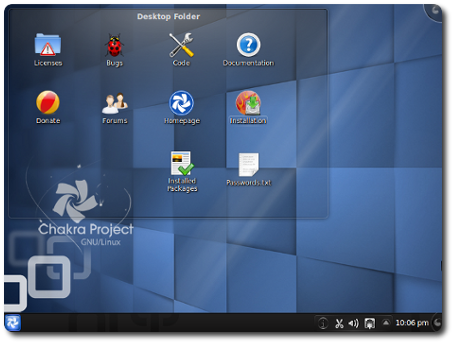 Desktop Folder
Licenses
Bugs
Code
Documentation
Donate
Forums
Homepage
Installation
Installed
Packages
Passwords.txt
Chakra Project
GNU/Linux
10:06 pm